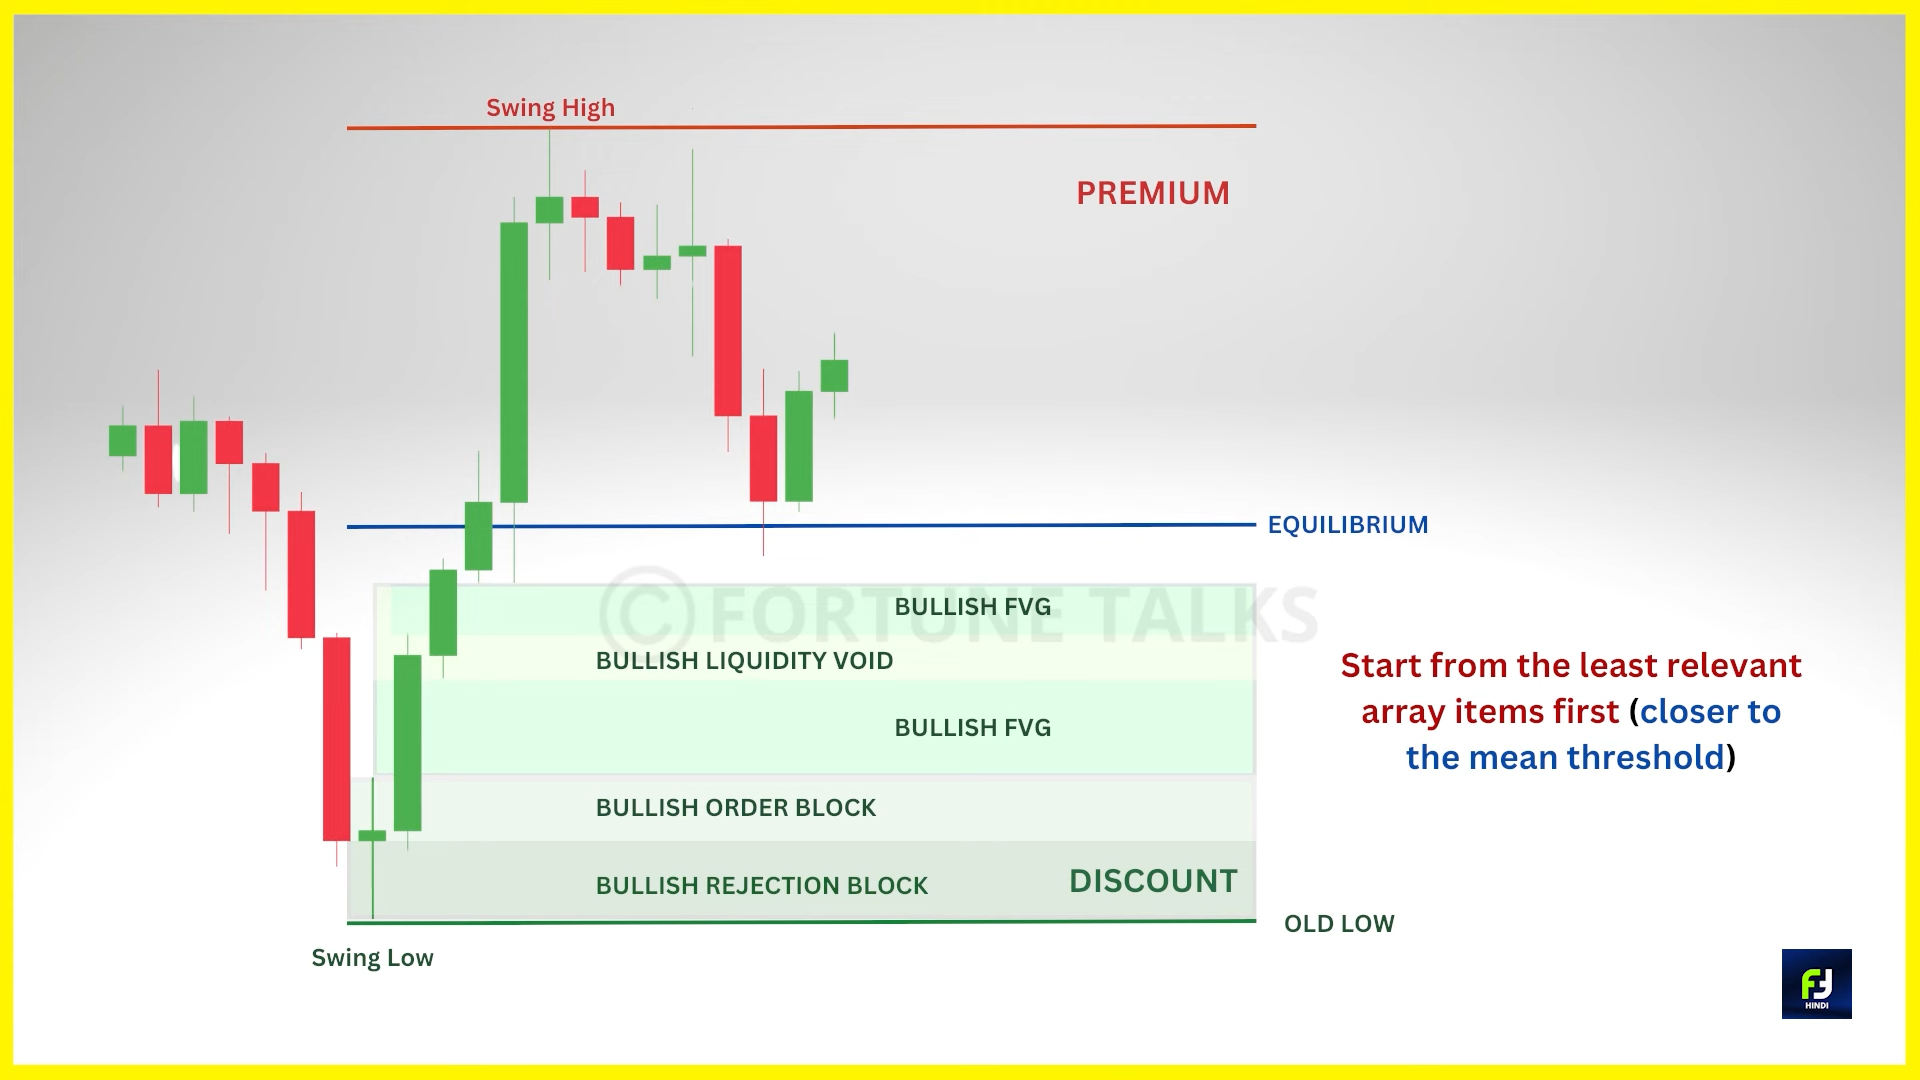 Swing High
PREMIUM
EQUILIBRIUM
© FORTUNE TALKS
BULLISH FVG
BULLISH LIQUIDITY VOID
Start from the least relevant
array items first (closer to
the mean threshold)
BULLISH FVG
BULLISH ORDER BLOCK
BULLISH REJECTION BLOCK
DISCOUNT
OLD LOW
Swing Low
HINDI